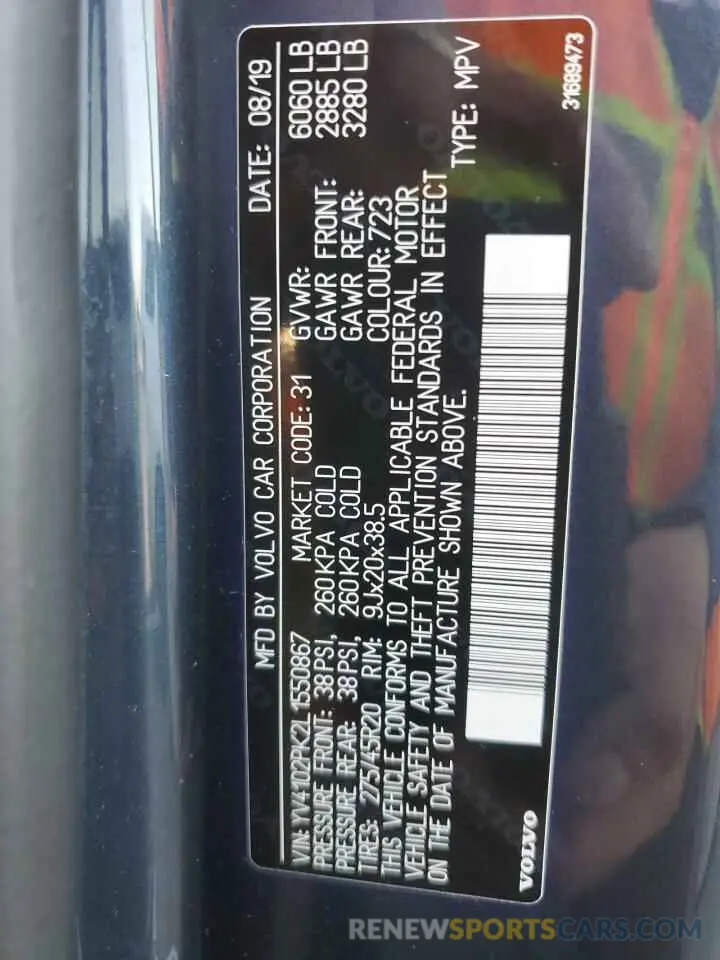 MFD BY VOLVO CAR CORPORATION DATE: 08/19
VIN: YV4102PK2L1550867 MARKET CODE: 31 GVWR: 6060 LB
PRESSURE FRONT: 38PSI, 260KPA COLD GAWR FRONT: 2885 LB
PRESSURE REAR: 38PSI, 260KPA COLD GAWR REAR: 3280 LB
TIRES: 275/45R20 RIM: 9Jx20x38.5 COLOUR: 723
THIS VEHICLE CONFORMS TO ALL APPLICABLE FEDERAL MOTOR
VEHICLE SAFETY AND THEFT PREVENTION STANDARDS IN EFFECT
ON THE DATE OF MANUFACTURE SHOWN ABOVE. TYPE: MPV
VOLVO 31689473
RENEWSPORTSCARS.COM